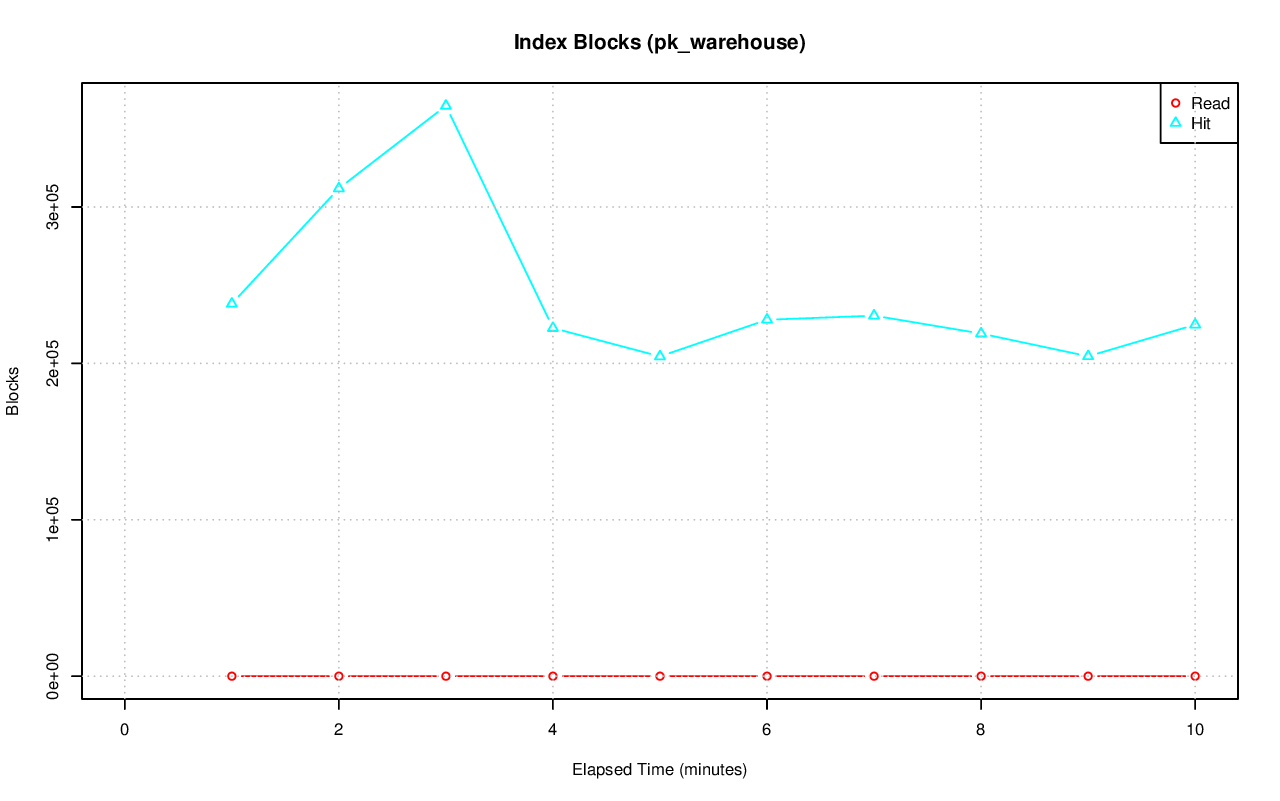 Index Blocks (pk_warehouse)
Read
Hit
Blocks
3e+05
2e+05
1e+05
0e+00
0 2 4 6 8 10
Elapsed Time (minutes)